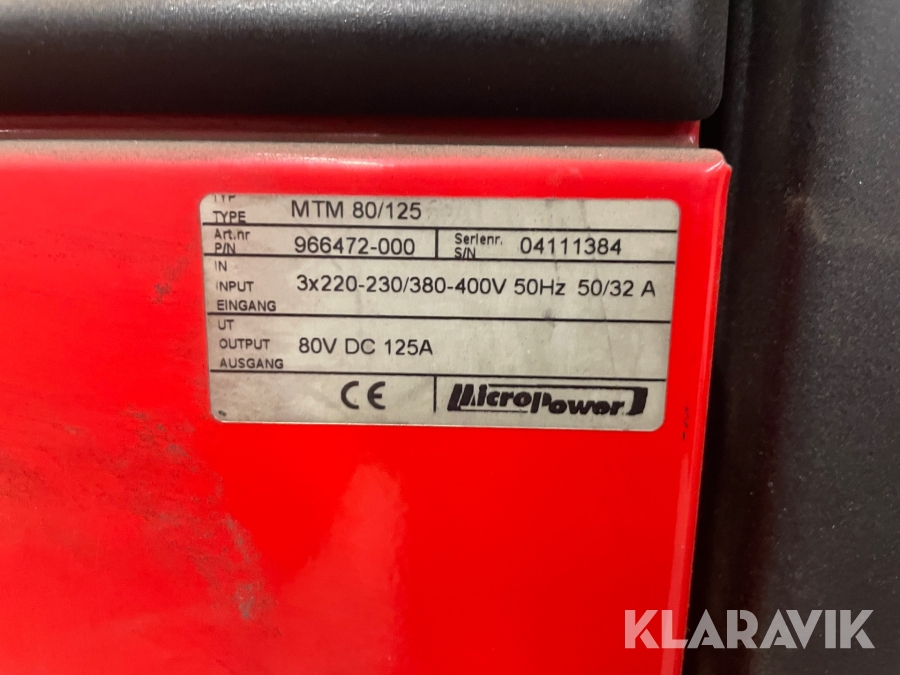 TYP
TYPE MTM 80/125
Art.nr
P/N 966472-000 Serienr.
S/N 04111384
IN
INPUT 3x220-230/380-400V 50Hz 50/32 A
EINGANG
UT
OUTPUT 80V DC 125A
AUSGANG
CE MicroPower
KLARAVIK